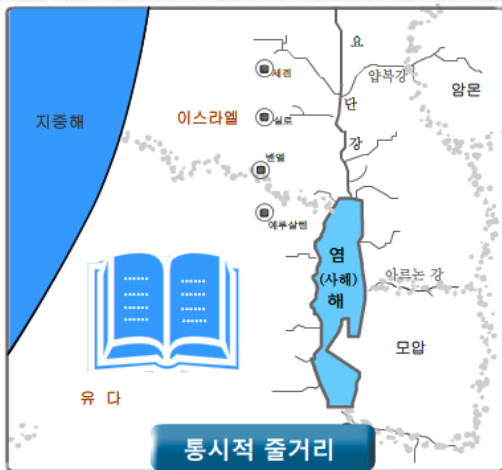 요
세겜
얍복강
암몬
지중해
이스라엘
실로
단
강
벧엘
예루살렘
염
(사해)
해
아르논 강
모압
유 다
통시적 줄거리